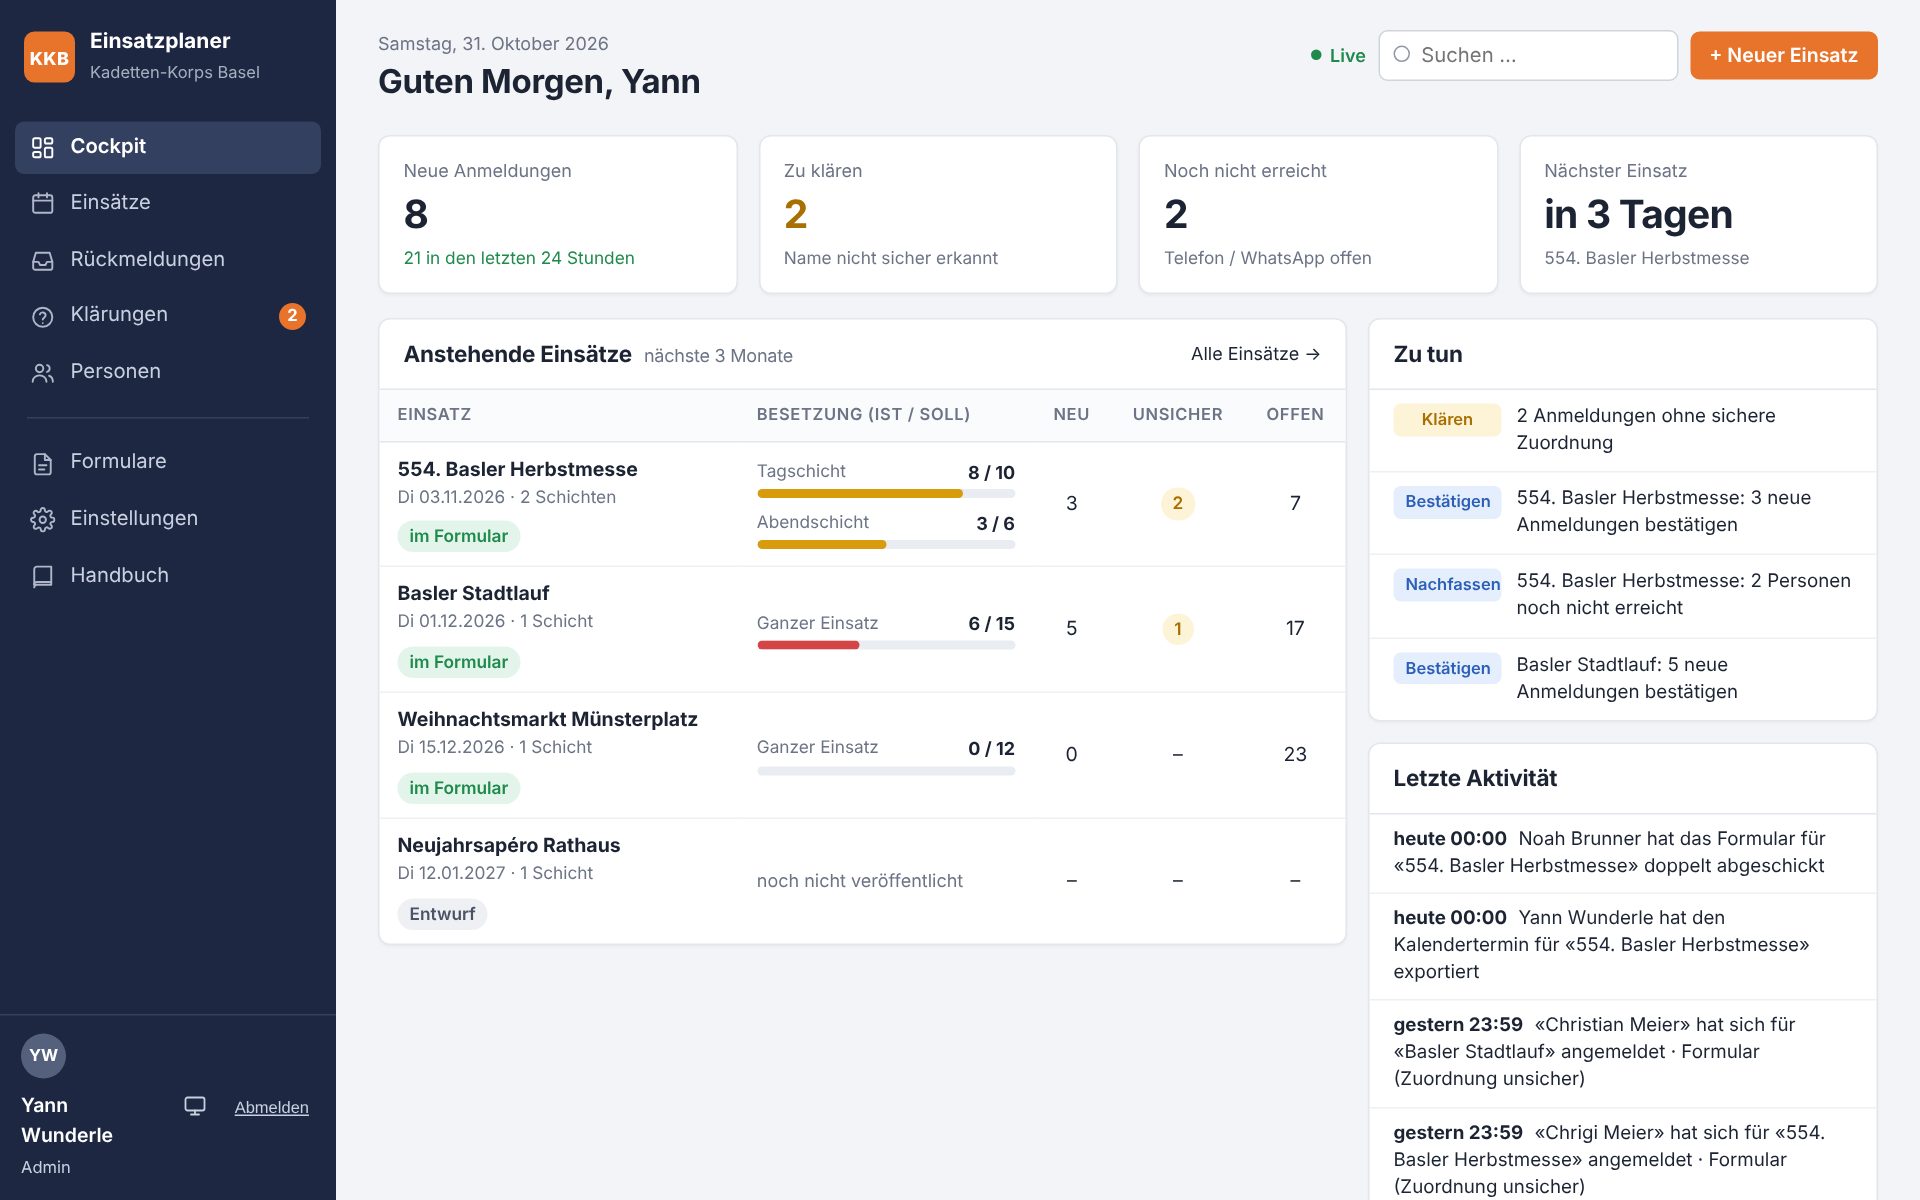 KKB
Einsatzplaner
Kadetten-Korps Basel
Cockpit
Einsätze
Rückmeldungen
Klärungen 2
Personen
Formulare
Einstellungen
Handbuch
YW
Yann
Wunderle
Admin
Abmelden
Samstag, 31. Oktober 2026
Guten Morgen, Yann
Live
Suchen ...
+ Neuer Einsatz
Neue Anmeldungen
8
21 in den letzten 24 Stunden
Zu klären
2
Name nicht sicher erkannt
Noch nicht erreicht
2
Telefon / WhatsApp offen
Nächster Einsatz
in 3 Tagen
554. Basler Herbstmesse
Anstehende Einsätze nächste 3 Monate
Alle Einsätze →
EINSATZ BESETZUNG (IST / SOLL) NEU UNSICHER OFFEN
554. Basler Herbstmesse
Di 03.11.2026 · 2 Schichten
im Formular
Tagschicht 8 / 10
Abendschicht 3 / 6
3 2 7
Basler Stadtlauf
Di 01.12.2026 · 1 Schicht
im Formular
Ganzer Einsatz 6 / 15
5 1 17
Weihnachtsmarkt Münsterplatz
Di 15.12.2026 · 1 Schicht
im Formular
Ganzer Einsatz 0 / 12
0 – 23
Neujahrsapéro Rathaus
Di 12.01.2027 · 1 Schicht
Entwurf
noch nicht veröffentlicht
– – –
Zu tun
Klären
2 Anmeldungen ohne sichere
Zuordnung
Bestätigen
554. Basler Herbstmesse: 3 neue
Anmeldungen bestätigen
Nachfassen
554. Basler Herbstmesse: 2 Personen
noch nicht erreicht
Bestätigen
Basler Stadtlauf: 5 neue
Anmeldungen bestätigen
Letzte Aktivität
heute 00:00 Noah Brunner hat das Formular für
«554. Basler Herbstmesse» doppelt abgeschickt
heute 00:00 Yann Wunderle hat den
Kalendertermin für «554. Basler Herbstmesse»
exportiert
gestern 23:59 «Christian Meier» hat sich für
«Basler Stadtlauf» angemeldet · Formular
(Zuordnung unsicher)
gestern 23:59 «Chrigi Meier» hat sich für «554.
Basler Herbstmesse» angemeldet · Formular
(Zuordnung unsicher)